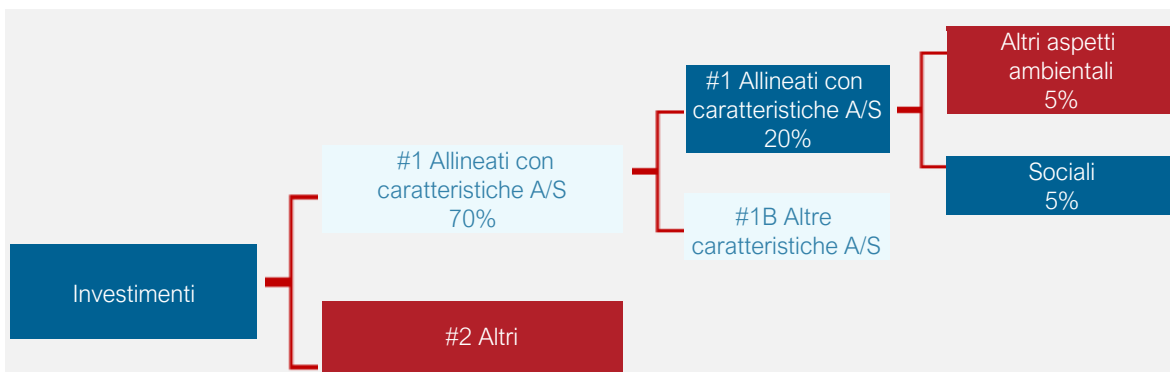 Investimenti
#1 Allineati con
caratteristiche A/S
70%
#2 Altri
#1 Allineati con
caratteristiche A/S
20%
#1B Altre
caratteristiche A/S
Altri aspetti
ambientali
5%
Sociali
5%